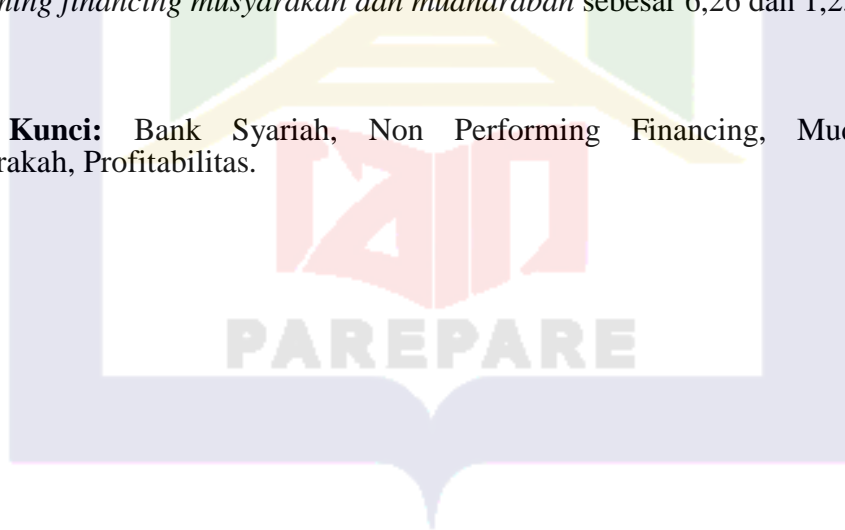 ning financing musyarakah dan mudharabah sebesar 6,26 dan 1,2
Kunci: Bank Syariah, Non Performing Financing, Mud
rakah, Profitabilitas.
PAREPARE